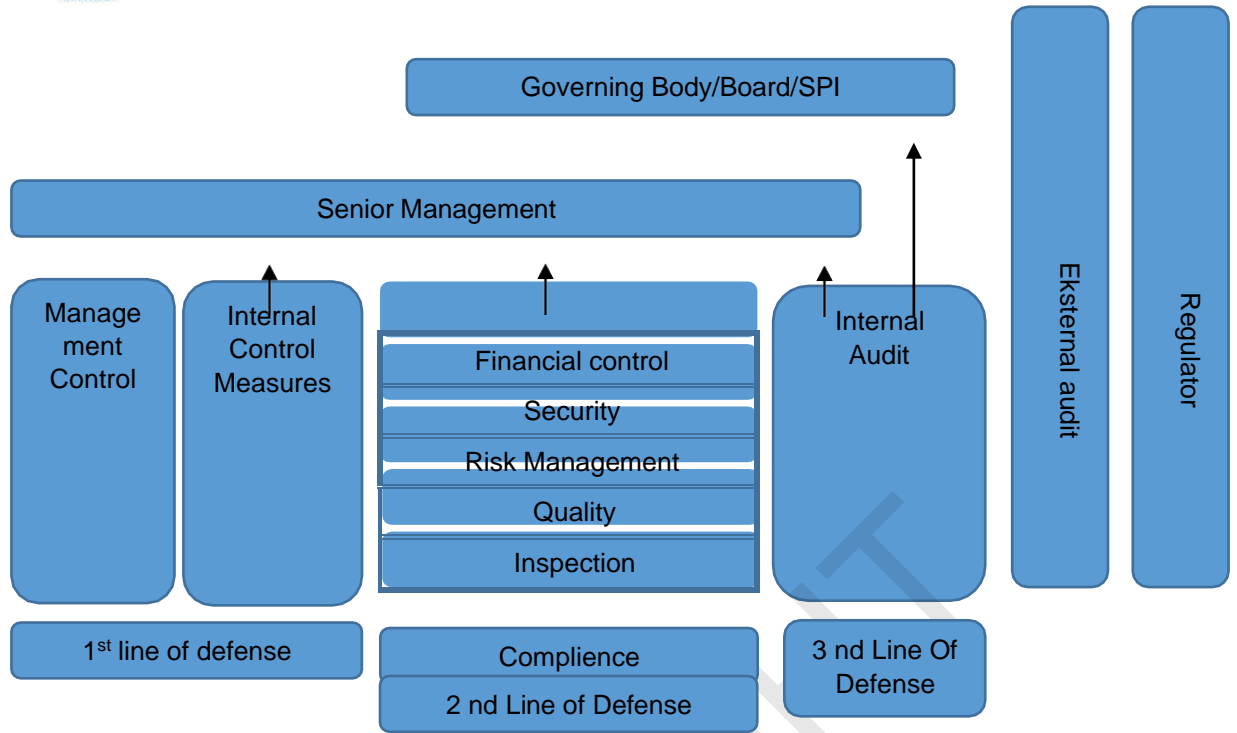 Governing Body/Board/SPI
Senior Management
Manage
ment
Control
Internal
Control
Measures
Financial control
Security
Risk Management
Quality
Inspection
Internal
Audit
Eksternal audit
Regulator
1st line of defense
Complience
2 nd Line of Defense
3 nd Line Of
Defense